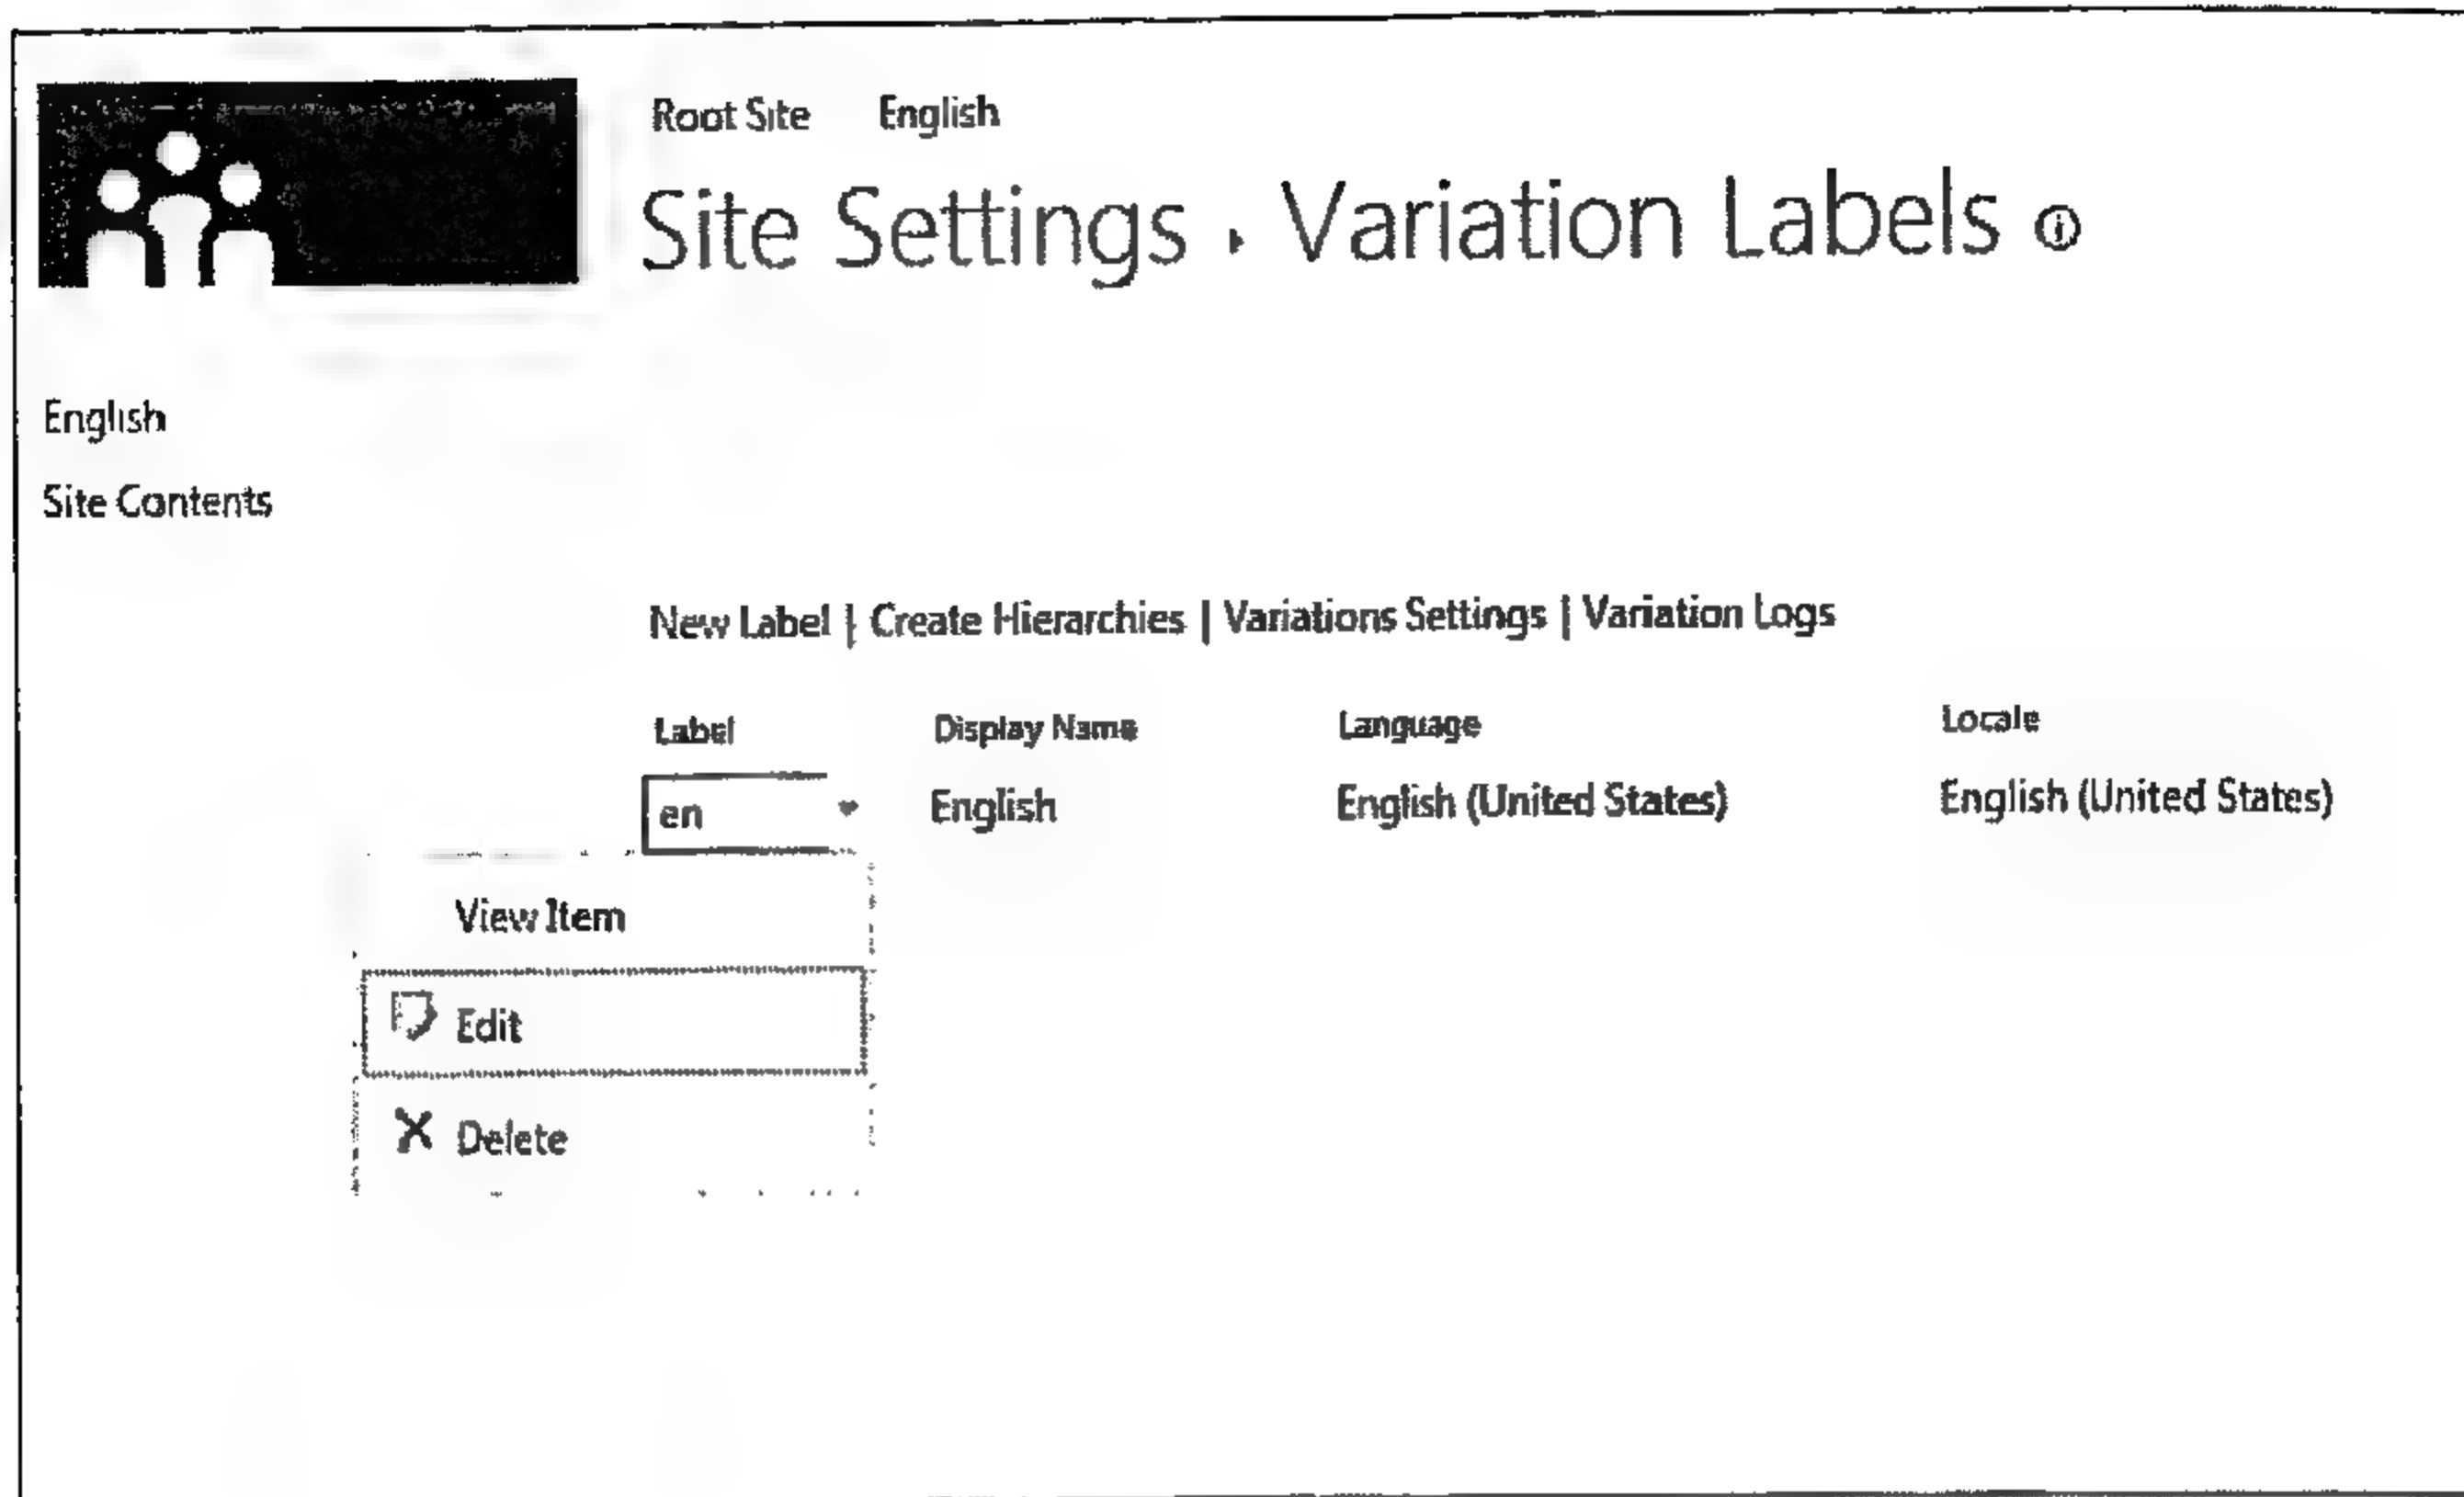 Root Site English
Site Settings › Variation Labels
English
Site Contents
New Label | Create Hierarchies | Variations Settings | Variation Logs
Label Display Name Language Locale
en English English (United States) English (United States)
View Item
Edit
Delete